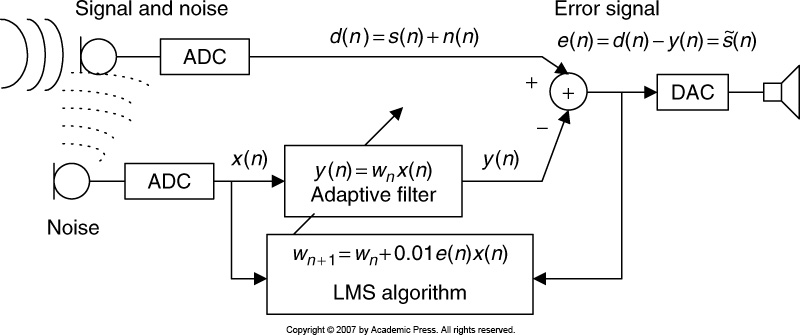 Signal and noise
Error signal
d(n) = s(n) + n(n)
e(n) = d(n) − y(n) = s̃(n)
ADC
+
+
DAC
−
x(n)
y(n) = wₙx(n)
Adaptive filter
y(n)
ADC
Noise
wₙ₊₁ = wₙ + 0.01e(n)x(n)
LMS algorithm
Copyright © 2007 by Academic Press. All rights reserved.